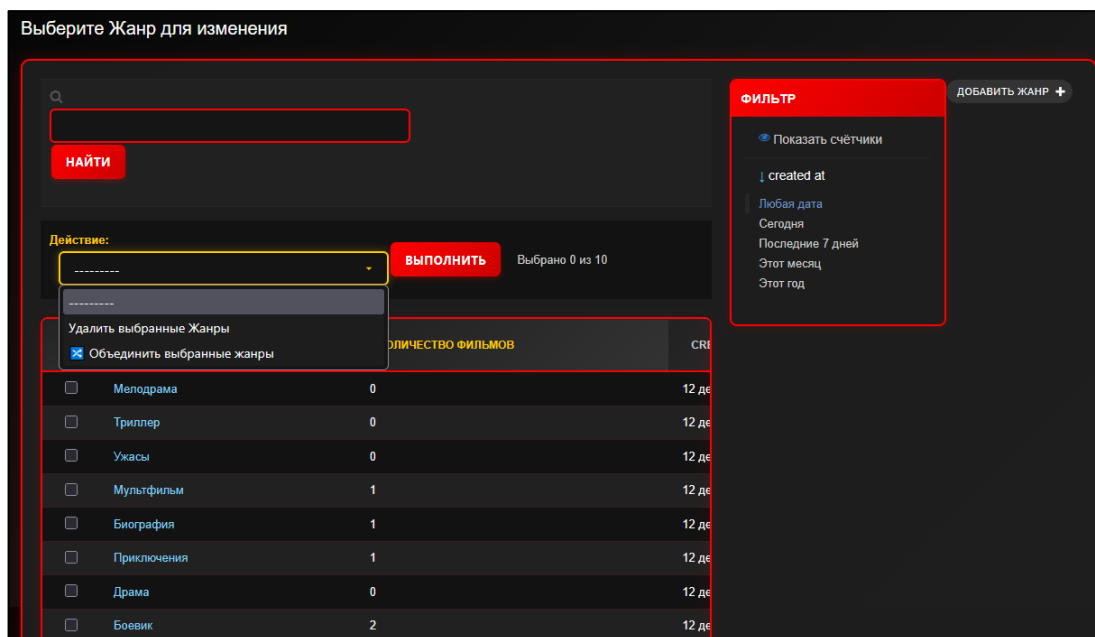 Выберите Жанр для изменения
НАЙТИ
Действие:
---------
ВЫПОЛНИТЬ
Выбрано 0 из 10
---------
Удалить выбранные Жанры
Объединить выбранные жанры
ОЛИЧЕСТВО ФИЛЬМОВ
CRE
Мелодрама 0 12 де
Триллер 0 12 де
Ужасы 0 12 де
Мультфильм 1 12 де
Биография 1 12 де
Приключения 1 12 де
Драма 0 12 де
Боевик 2 12 де
ФИЛЬТР
Показать счётчики
↓ created at
Любая дата
Сегодня
Последние 7 дней
Этот месяц
Этот год
ДОБАВИТЬ ЖАНР +